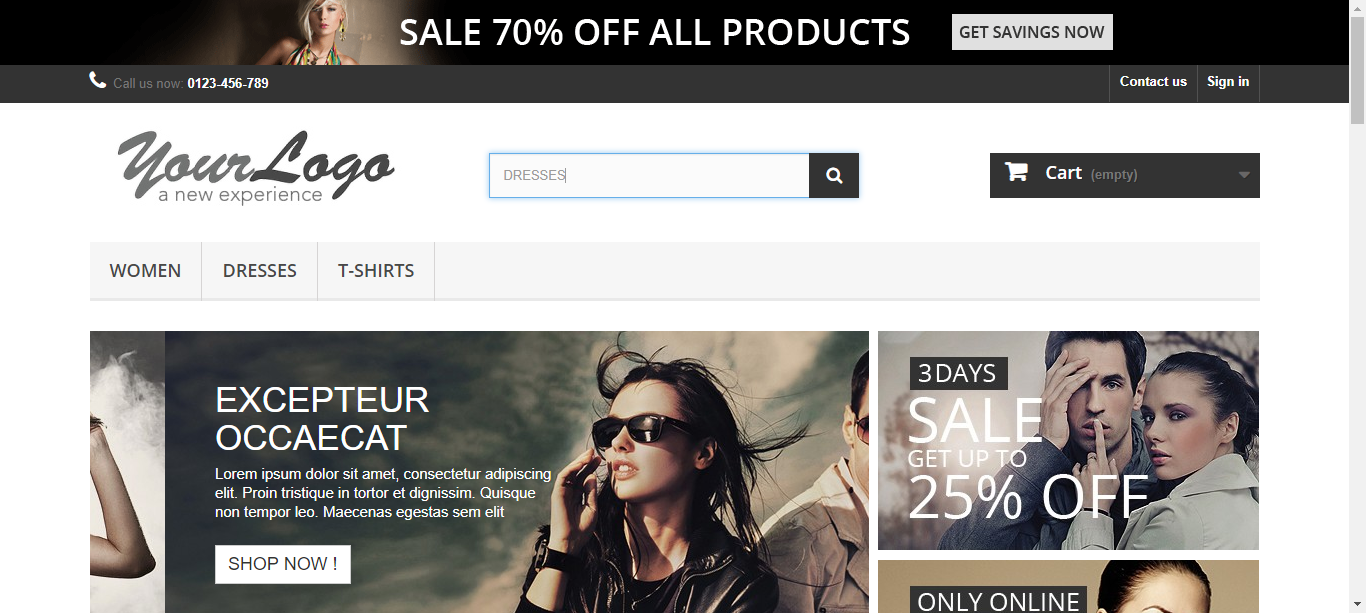 SALE 70% OFF ALL PRODUCTS
GET SAVINGS NOW
Call us now: 0123-456-789
Contact us
Sign in
YourLogo
a new experience
DRESSES
Cart (empty)
WOMEN
DRESSES
T-SHIRTS
EXCEPTEUR
OCCAECAT
Lorem ipsum dolor sit amet, consectetur adipiscing
elit. Proin tristique in tortor et dignissim. Quisque
non tempor leo. Maecenas egestas sem elit
SHOP NOW !
3 DAYS
SALE
GET UP TO
25% OFF
ONLY ONLINE